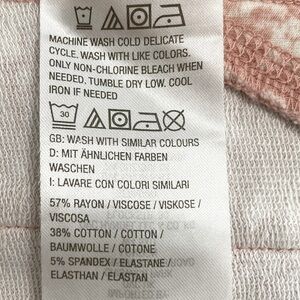 MACHINE WASH COLD DELICATE
CYCLE. WASH WITH LIKE COLORS.
ONLY NON-CHLORINE BLEACH WHEN
NEEDED. TUMBLE DRY LOW. COOL
IRON IF NEEDED
30
GB: WASH WITH SIMILAR COLOURS
D: MIT ÄHNLICHEN FARBEN
WASCHEN
I: LAVARE CON COLORI SIMILARI
57% RAYON / VISCOSE / VISKOSE /
VISCOSA
38% COTTON / COTTON /
BAUMWOLLE / COTONE
5% SPANDEX / ELASTANE /
ELASTHAN / ELASTAN